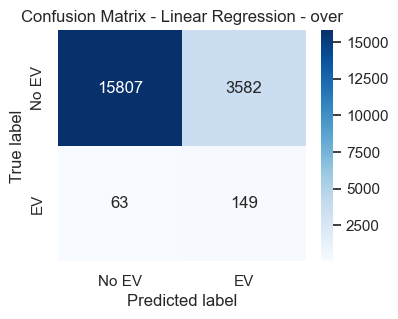 Confusion Matrix - Linear Regression - over
True label
No EV
EV
15807
3582
63
149
No EV
EV
Predicted label
15000
12500
10000
7500
5000
2500